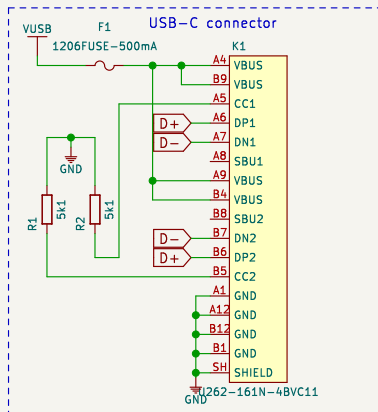 USB-C connector
VUSB
F1
1206FUSE-500mA
K1
A4 VBUS
B9 VBUS
A5 CC1
D+ A6 DP1
D- A7 DN1
A8 SBU1
A9 VBUS
B4 VBUS
B8 SBU2
D- B7 DN2
D+ B6 DP2
B5 CC2
A1 GND
A12 GND
B12 GND
B1 GND
SH SHIELD
GND
R1 5k1
R2 5k1
GND
U262-161N-4BVC11